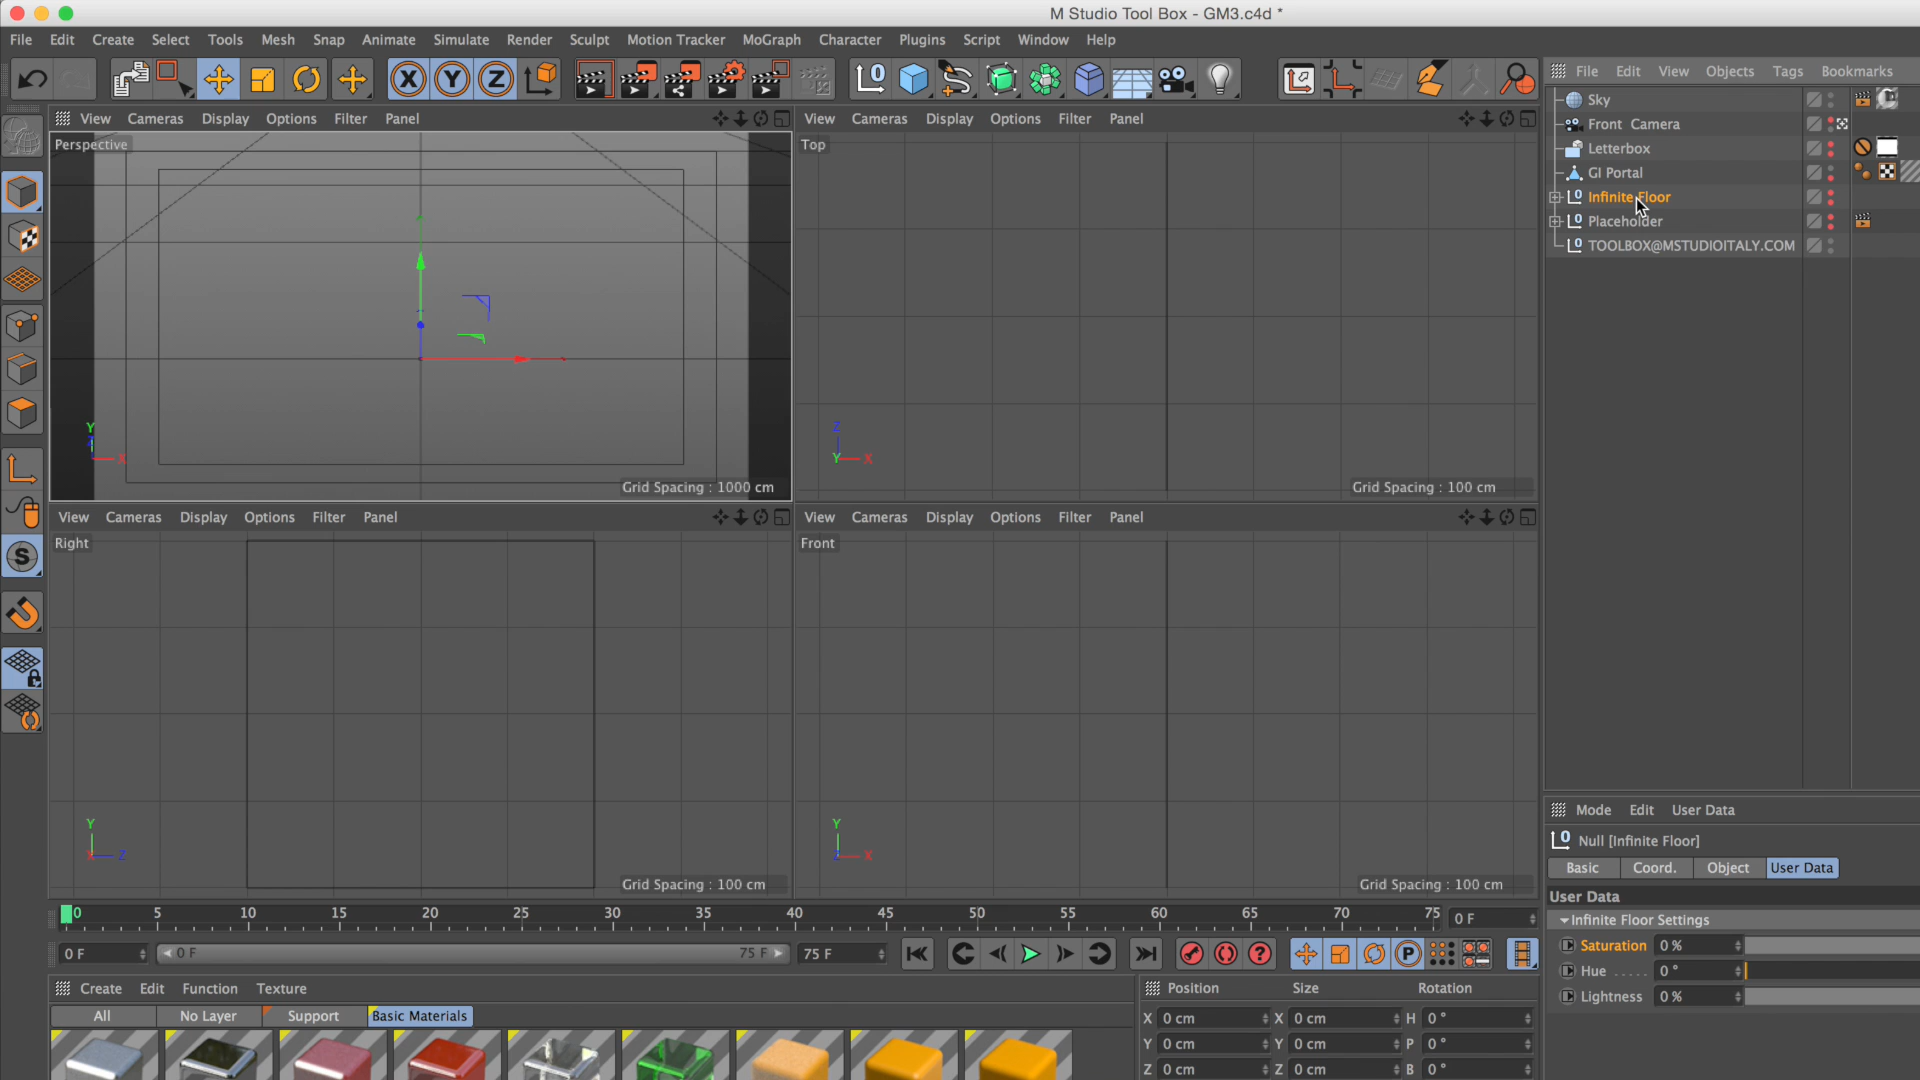 M Studio Tool Box - GM3.c4d *
File Edit Create Select Tools Mesh Snap Animate Simulate Render Sculpt Motion Tracker MoGraph Character Plugins Script Window Help
File Edit View Objects Tags Bookmarks
Sky
Front Camera
Letterbox
GI Portal
Infinite Floor
Placeholder
TOOLBOX@MSTUDIOITALY.COM
View Cameras Display Options Filter Panel
Perspective
Y
Z
X
Grid Spacing : 1000 cm
View Cameras Display Options Filter Panel
Top
Z
Y
X
Grid Spacing : 100 cm
View Cameras Display Options Filter Panel
Right
Y
X
Z
Grid Spacing : 100 cm
View Cameras Display Options Filter Panel
Front
Y
Z
X
Grid Spacing : 100 cm
Mode Edit User Data
Null [Infinite Floor]
Basic Coord. Object User Data
User Data
Infinite Floor Settings
Saturation 0 %
Hue . . . . . 0 °
Lightness 0 %
0 5 10 15 20 25 30 35 40 45 50 55 60 65 70 75 0 F
0 F 0 F 75 F 75 F
Create Edit Function Texture
All No Layer Support Basic Materials
Position Size Rotation
X 0 cm X 0 cm H 0 °
Y 0 cm Y 0 cm P 0 °
Z 0 cm Z 0 cm B 0 °